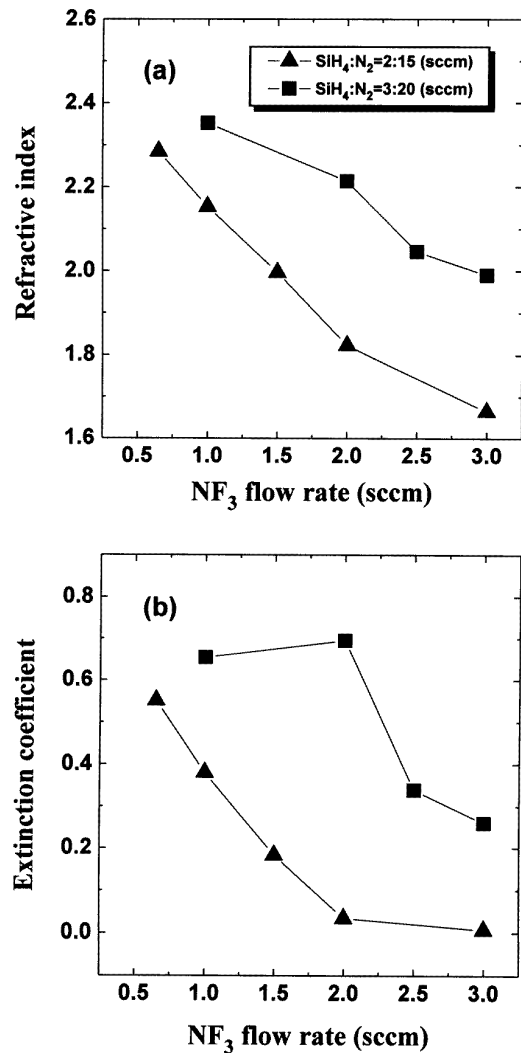 (a)
SiH₄:N₂=2:15 (sccm)
SiH₄:N₂=3:20 (sccm)
2.6
2.4
2.2
2.0
1.8
1.6
Refractive index
0.5 1.0 1.5 2.0 2.5 3.0
NF₃ flow rate (sccm)
(b)
0.8
0.6
0.4
0.2
0.0
Extinction coefficient
0.5 1.0 1.5 2.0 2.5 3.0
NF₃ flow rate (sccm)